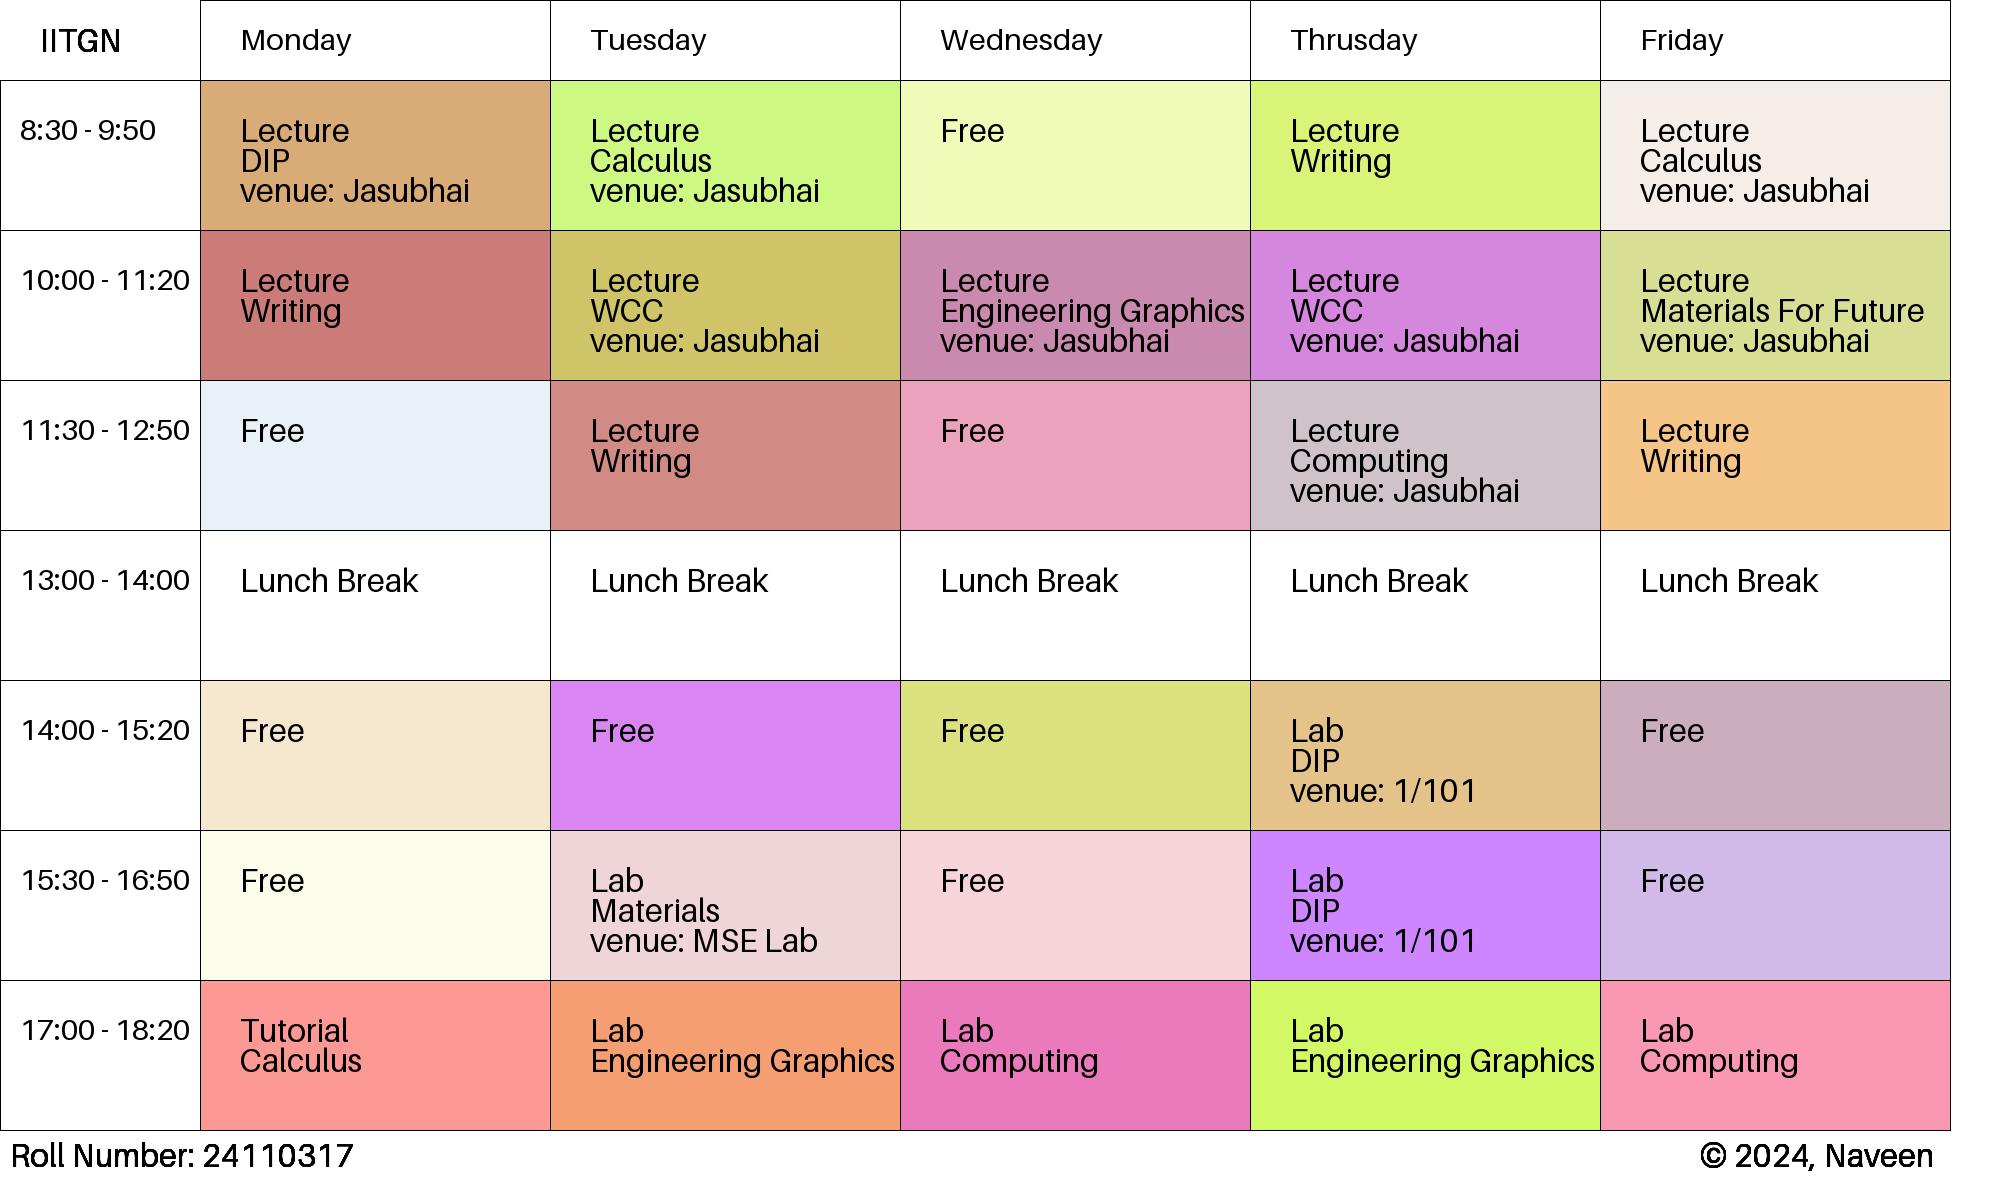 IITGN
Monday
Tuesday
Wednesday
Thrusday
Friday
8:30 - 9:50
Lecture
DIP
venue: Jasubhai
Lecture
Calculus
venue: Jasubhai
Free
Lecture
Writing
Lecture
Calculus
venue: Jasubhai
10:00 - 11:20
Lecture
Writing
Lecture
WCC
venue: Jasubhai
Lecture
Engineering Graphics
venue: Jasubhai
Lecture
WCC
venue: Jasubhai
Lecture
Materials For Future
venue: Jasubhai
11:30 - 12:50
Free
Lecture
Writing
Free
Lecture
Computing
venue: Jasubhai
Lecture
Writing
13:00 - 14:00
Lunch Break
Lunch Break
Lunch Break
Lunch Break
Lunch Break
14:00 - 15:20
Free
Free
Free
Lab
DIP
venue: 1/101
Free
15:30 - 16:50
Free
Lab
Materials
venue: MSE Lab
Free
Lab
DIP
venue: 1/101
Free
17:00 - 18:20
Tutorial
Calculus
Lab
Engineering Graphics
Lab
Computing
Lab
Engineering Graphics
Lab
Computing
Roll Number: 24110317
© 2024, Naveen